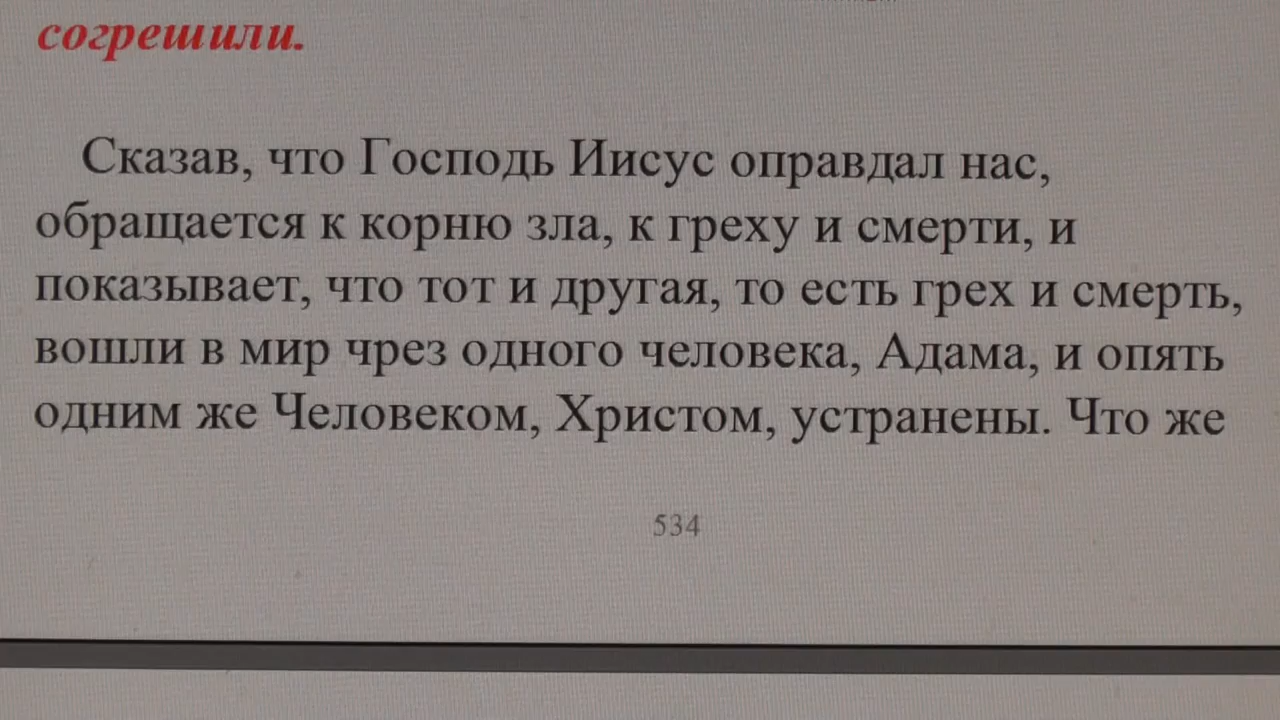 согрешили.
Сказав, что Господь Иисус оправдал нас,
обращается к корню зла, к греху и смерти, и
показывает, что тот и другая, то есть грех и смерть,
вошли в мир чрез одного человека, Адама, и опять
одним же Человеком, Христом, устранены. Что же
534